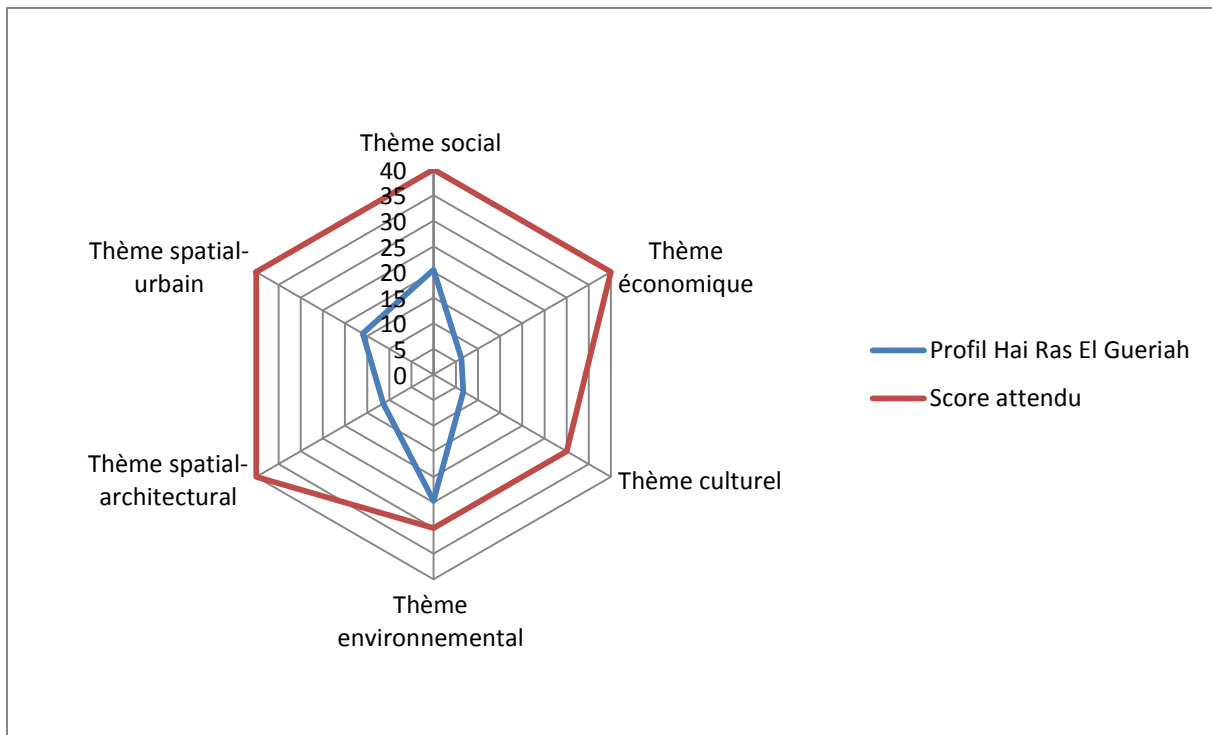 Thème social
40
35
30
25
20
15
10
5
0
Thème
économique
Thème culturel
Thème
environnemental
Thème spatial-
architectural
Thème spatial-
urbain
Profil Hai Ras El Gueriah
Score attendu